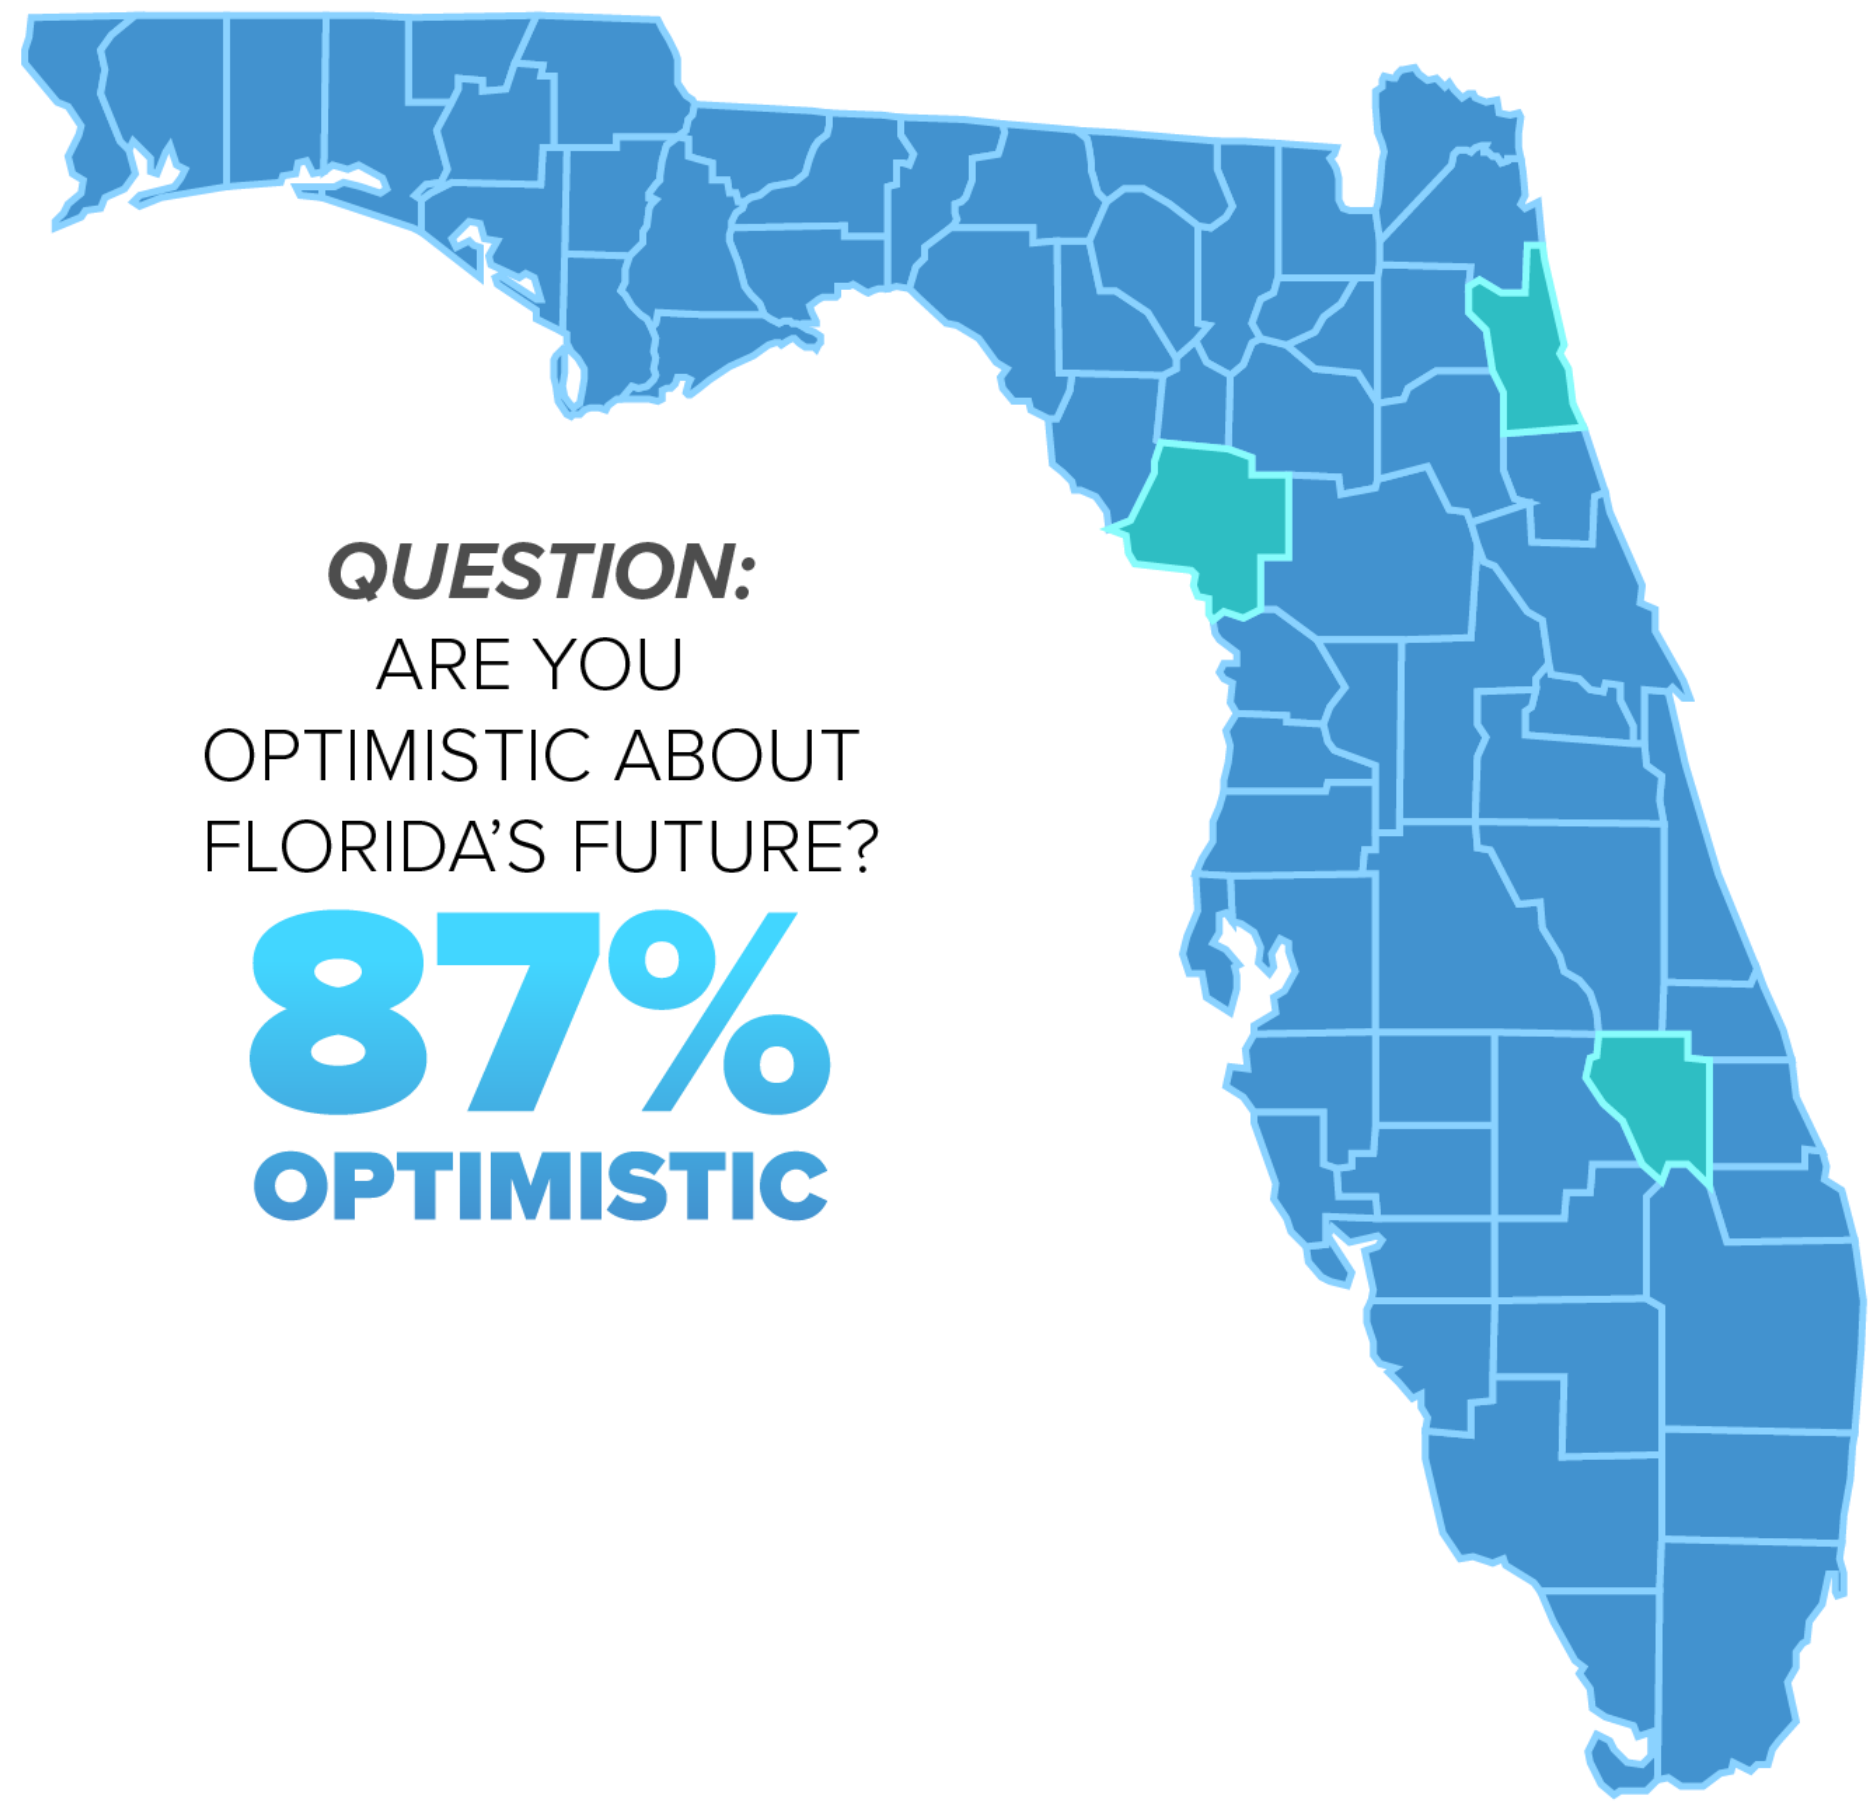 QUESTION:
ARE YOU
OPTIMISTIC ABOUT
FLORIDA’S FUTURE?
87%
OPTIMISTIC